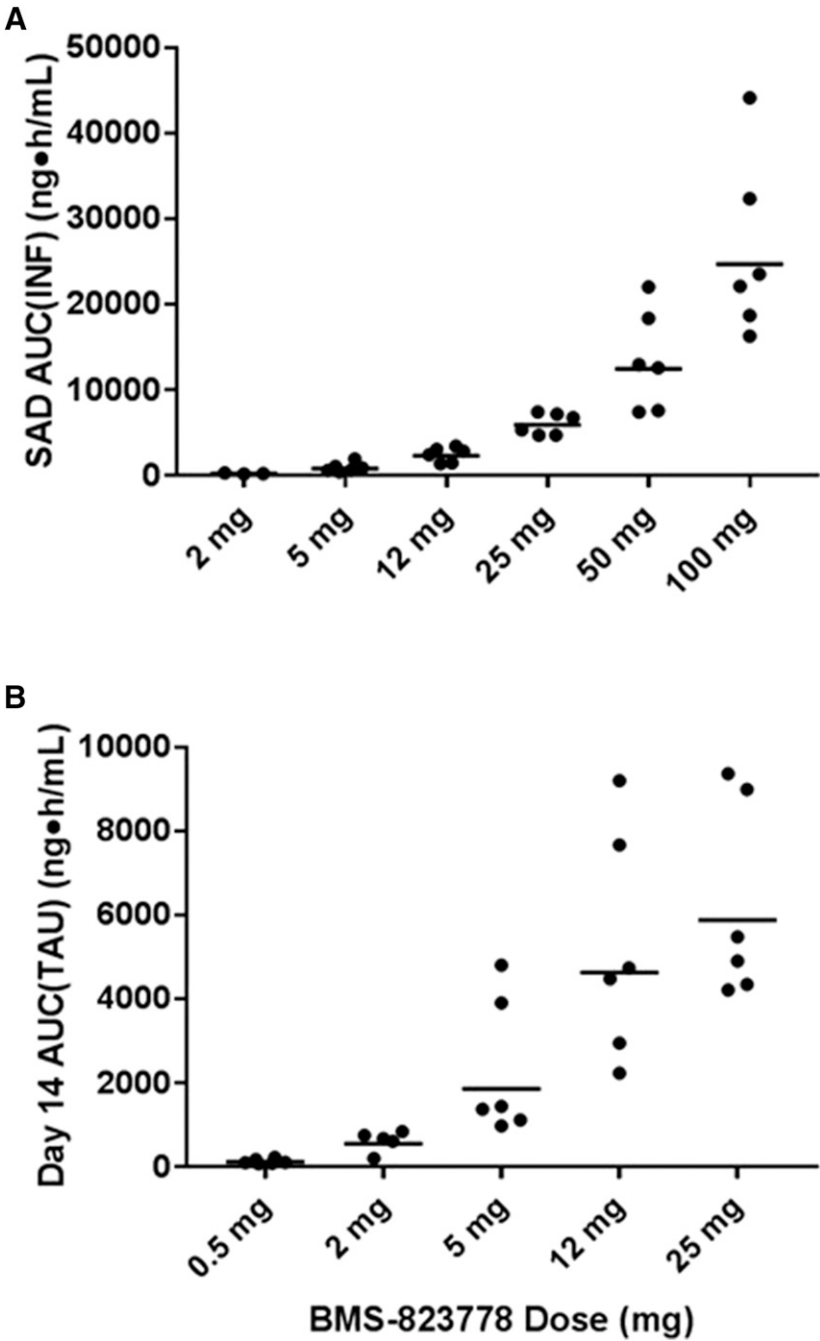 A
SAD AUC(INF) (ng•h/mL)
50000
40000
30000
20000
10000
0
2 mg
5 mg
12 mg
25 mg
50 mg
100 mg
B
Day 14 AUC(TAU) (ng•h/mL)
10000
8000
6000
4000
2000
0
0.5 mg
2 mg
5 mg
12 mg
25 mg
BMS-823778 Dose (mg)